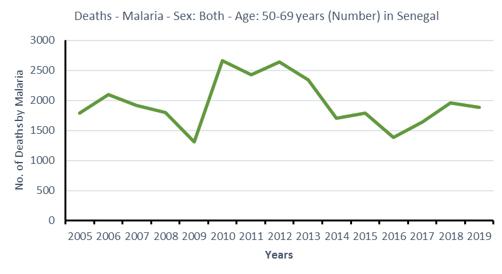 Deaths - Malaria - Sex: Both - Age: 50-69 years (Number) in Senegal
3000
2500
2000
1500
1000
500
0
No. of Deaths by Malaria
2005 2006 2007 2008 2009 2010 2011 2012 2013 2014 2015 2016 2017 2018 2019
Years